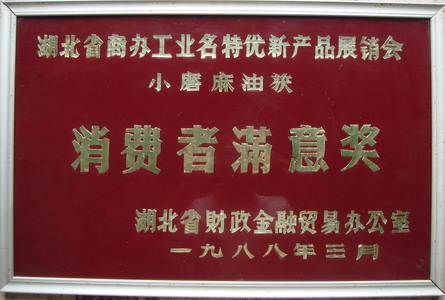 湖北省商办工业名特优新产品展销会
小磨麻油获
消费者满意奖
湖北省财政金融贸易办公室
一九八八年三月